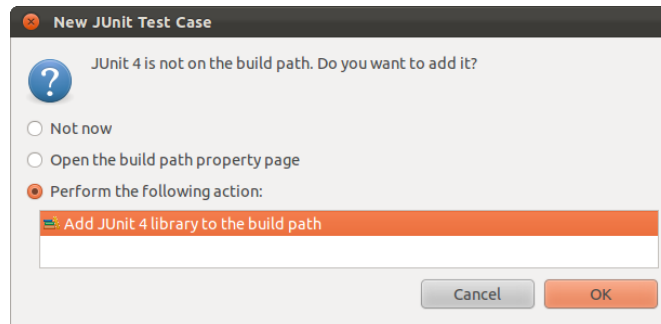 New JUnit Test Case
JUnit 4 is not on the build path. Do you want to add it?
Not now
Open the build path property page
Perform the following action:
Add JUnit 4 library to the build path
Cancel
OK